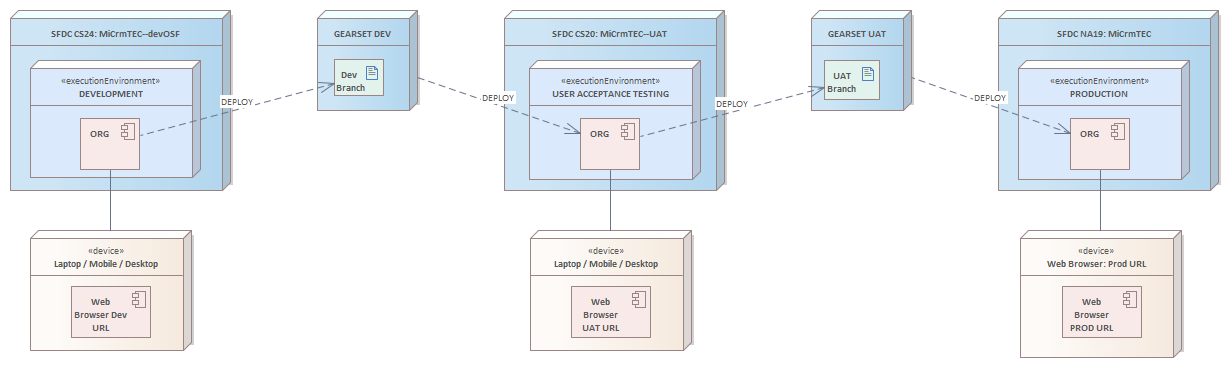 SFDC CS24: MiCrmTEC--devOSF
«executionEnvironment»
DEVELOPMENT
ORG
DEPLOY
GEARSET DEV
Dev
Branch
DEPLOY
SFDC CS20: MiCrmTEC--UAT
«executionEnvironment»
USER ACCEPTANCE TESTING
ORG
DEPLOY
GEARSET UAT
UAT
Branch
DEPLOY
SFDC NA19: MiCrmTEC
«executionEnvironment»
PRODUCTION
ORG
«device»
Laptop / Mobile / Desktop
Web
Browser Dev
URL
«device»
Laptop / Mobile / Desktop
Web
Browser
UAT URL
«device»
Web Browser: Prod URL
Web
Browser
PROD URL